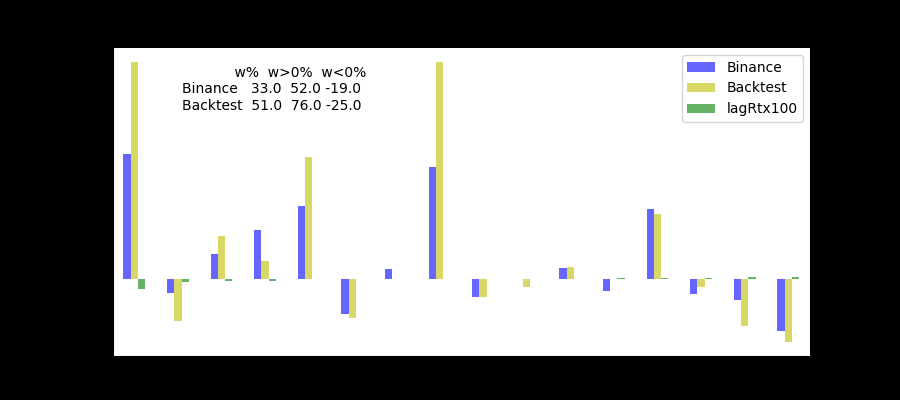 w%  w>0%  w<0%
Binance   33.0  52.0 -19.0
Backtest  51.0  76.0 -25.0
Binance
Backtest
lagRtx100